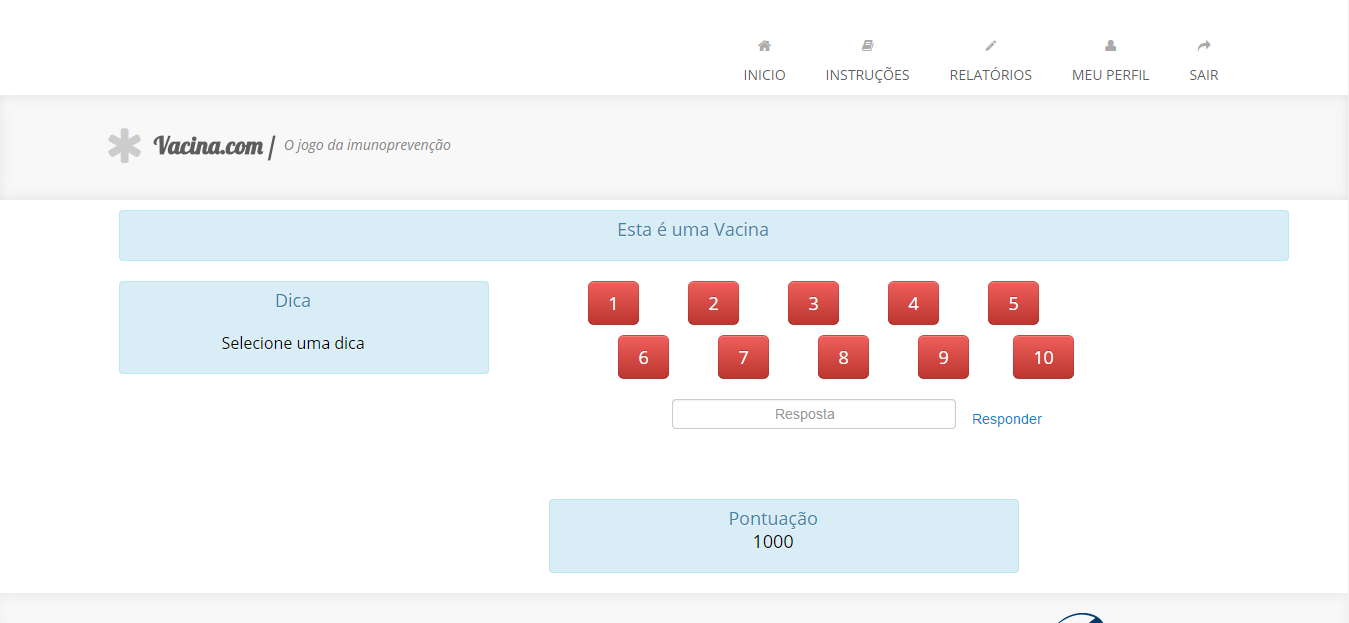 INICIO INSTRUÇÕES RELATÓRIOS MEU PERFIL SAIR
Vacina.com / O jogo da imunoprevenção
Esta é uma Vacina
Dica
Selecione uma dica
1 2 3 4 5
6 7 8 9 10
Resposta Responder
Pontuação
1000